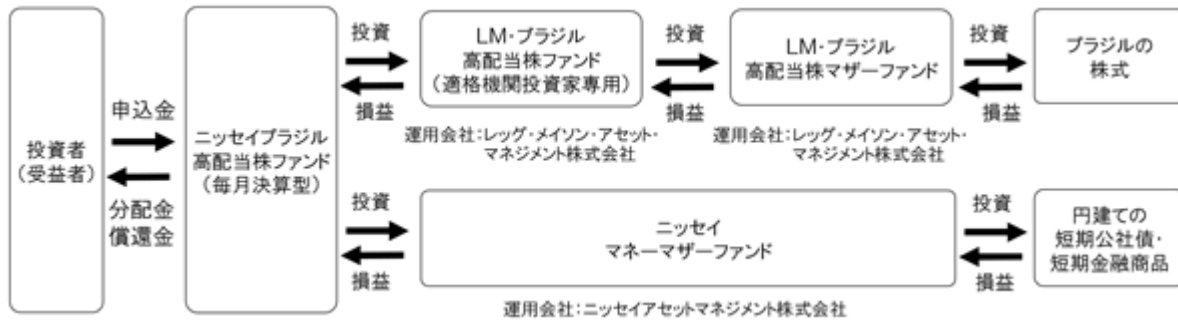 投資者
(受益者)
申込金
分配金
償還金
ニッセイブラジル
高配当株ファンド
(毎月決算型)
投資
損益
LM・ブラジル
高配当株ファンド
(適格機関投資家専用)
運用会社:レッグ・メイソン・アセット・
マネジメント株式会社
投資
損益
LM・ブラジル
高配当株マザーファンド
運用会社:レッグ・メイソン・アセット・
マネジメント株式会社
投資
損益
ブラジルの
株式
投資
損益
ニッセイ
マネーマザーファンド
運用会社:ニッセイアセットマネジメント株式会社
投資
損益
円建ての
短期公社債・
短期金融商品